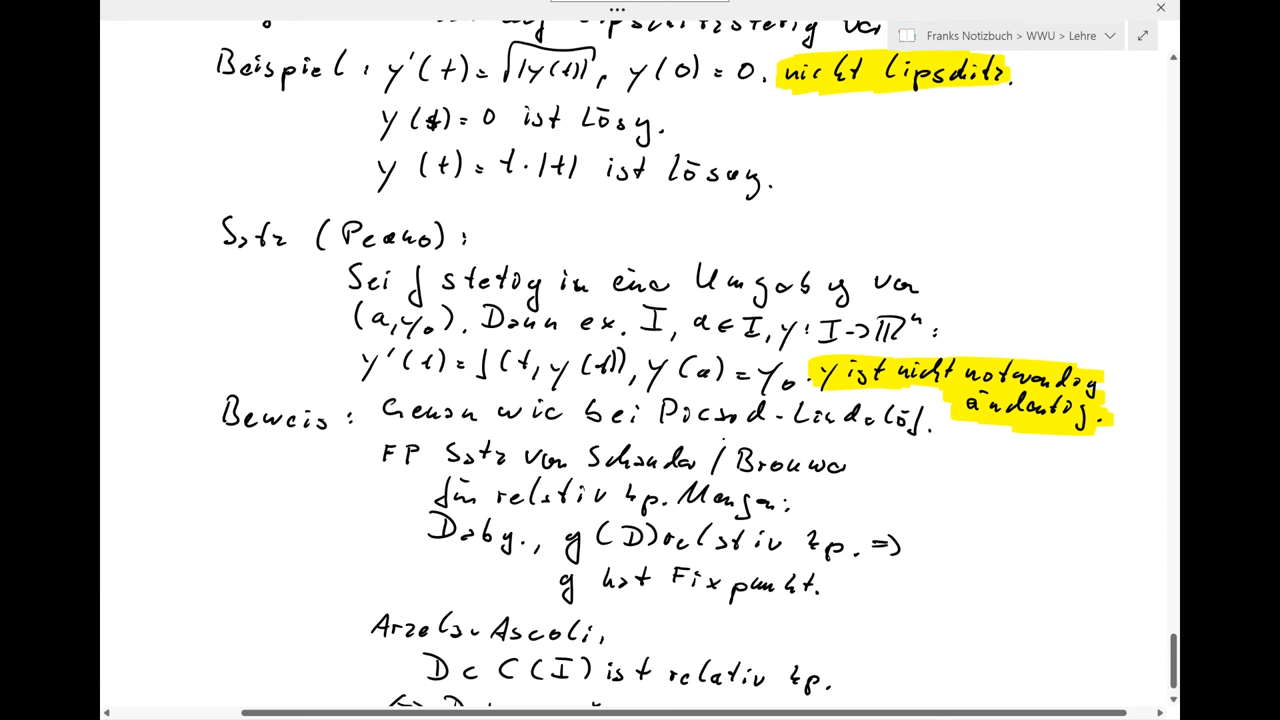 Franks Notizbuch > WWU > Lehre
Beispiel: y'(t) = √|y(t)|, y(0) = 0. nicht Lipschitz.
y(t) = 0 ist Lösg.
y(t) = t·|t| ist Lösung.
Satz (Peano):
Sei f stetig in einer Umgebung von
(a, y₀). Dann ex. I, a ∈ I, y: I → ℝⁿ:
y'(t) = f(t, y(t)), y(a) = y₀. y ist nicht notwendig
eindeutig.
Beweis: Genau wie bei Picard-Lindelöf.
FP Satz von Schauder / Brouwer
für relativ kp. Mengen:
D abg., g(D) relativ kp. ⇒
g hat Fixpunkt.
Arzela-Ascoli:
D ⊂ C(I) ist relativ kp.